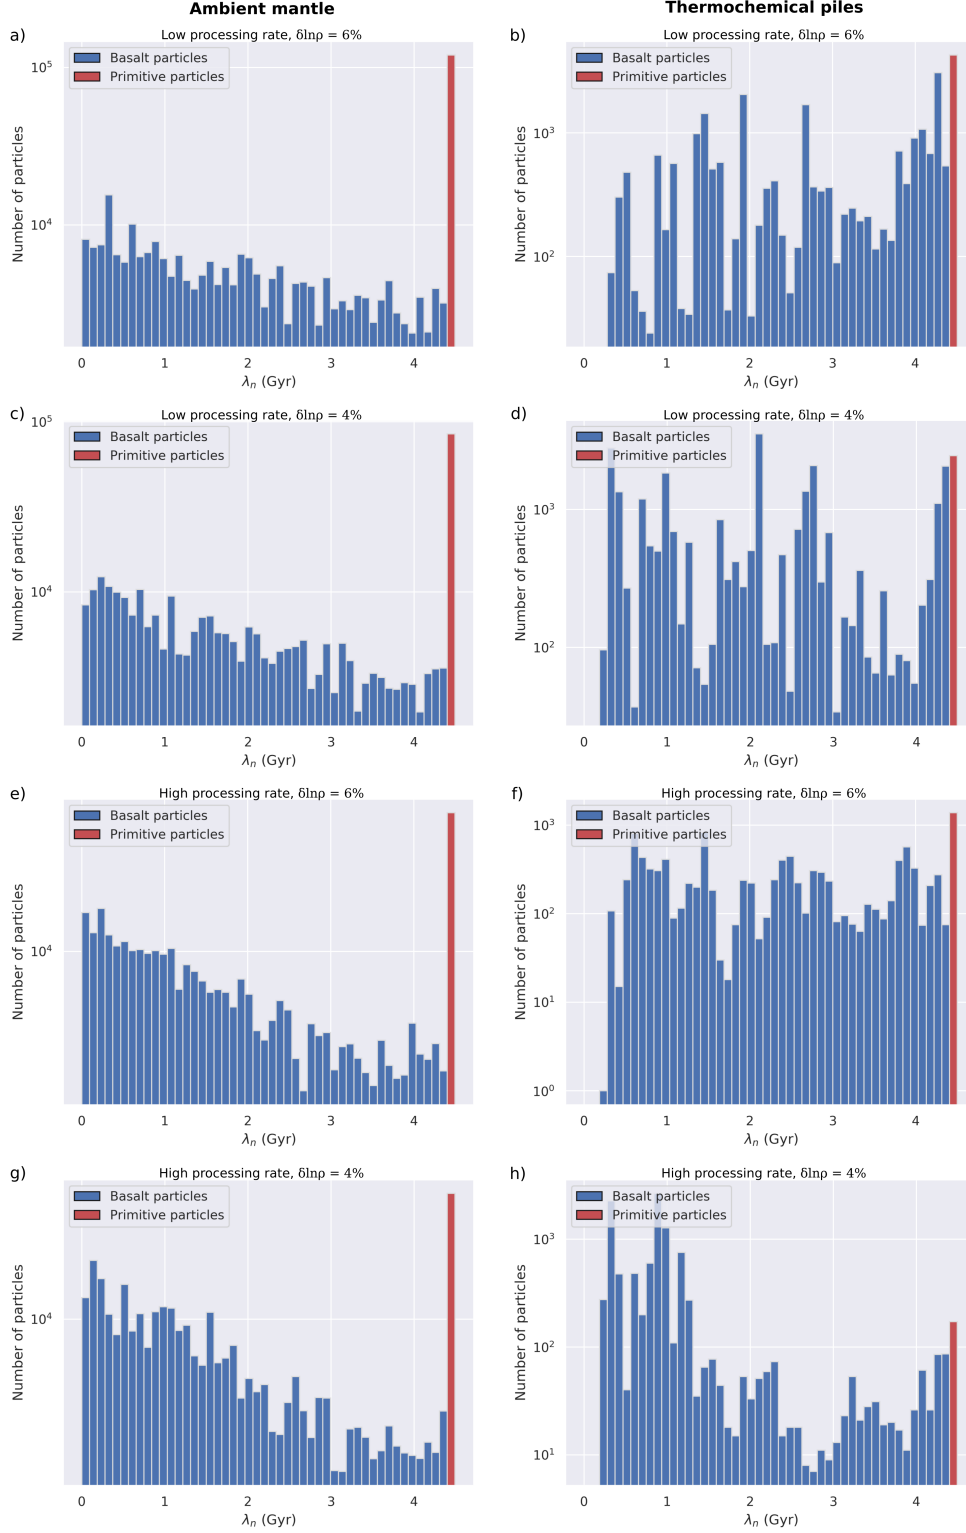 Ambient mantle
Thermochemical piles
a)
Low processing rate, δlnρ = 6%
Basalt particles
Primitive particles
Number of particles
10⁵
10⁴
0 1 2 3 4
λₙ (Gyr)
b)
Low processing rate, δlnρ = 6%
Basalt particles
Primitive particles
Number of particles
10³
10²
0 1 2 3 4
λₙ (Gyr)
c)
Low processing rate, δlnρ = 4%
Basalt particles
Primitive particles
Number of particles
10⁵
10⁴
0 1 2 3 4
λₙ (Gyr)
d)
Low processing rate, δlnρ = 4%
Basalt particles
Primitive particles
Number of particles
10³
10²
0 1 2 3 4
λₙ (Gyr)
e)
High processing rate, δlnρ = 6%
Basalt particles
Primitive particles
Number of particles
10⁴
0 1 2 3 4
λₙ (Gyr)
f)
High processing rate, δlnρ = 6%
Basalt particles
Primitive particles
Number of particles
10³
10²
10¹
10⁰
0 1 2 3 4
λₙ (Gyr)
g)
High processing rate, δlnρ = 4%
Basalt particles
Primitive particles
Number of particles
10⁴
0 1 2 3 4
λₙ (Gyr)
h)
High processing rate, δlnρ = 4%
Basalt particles
Primitive particles
Number of particles
10³
10²
10¹
0 1 2 3 4
λₙ (Gyr)